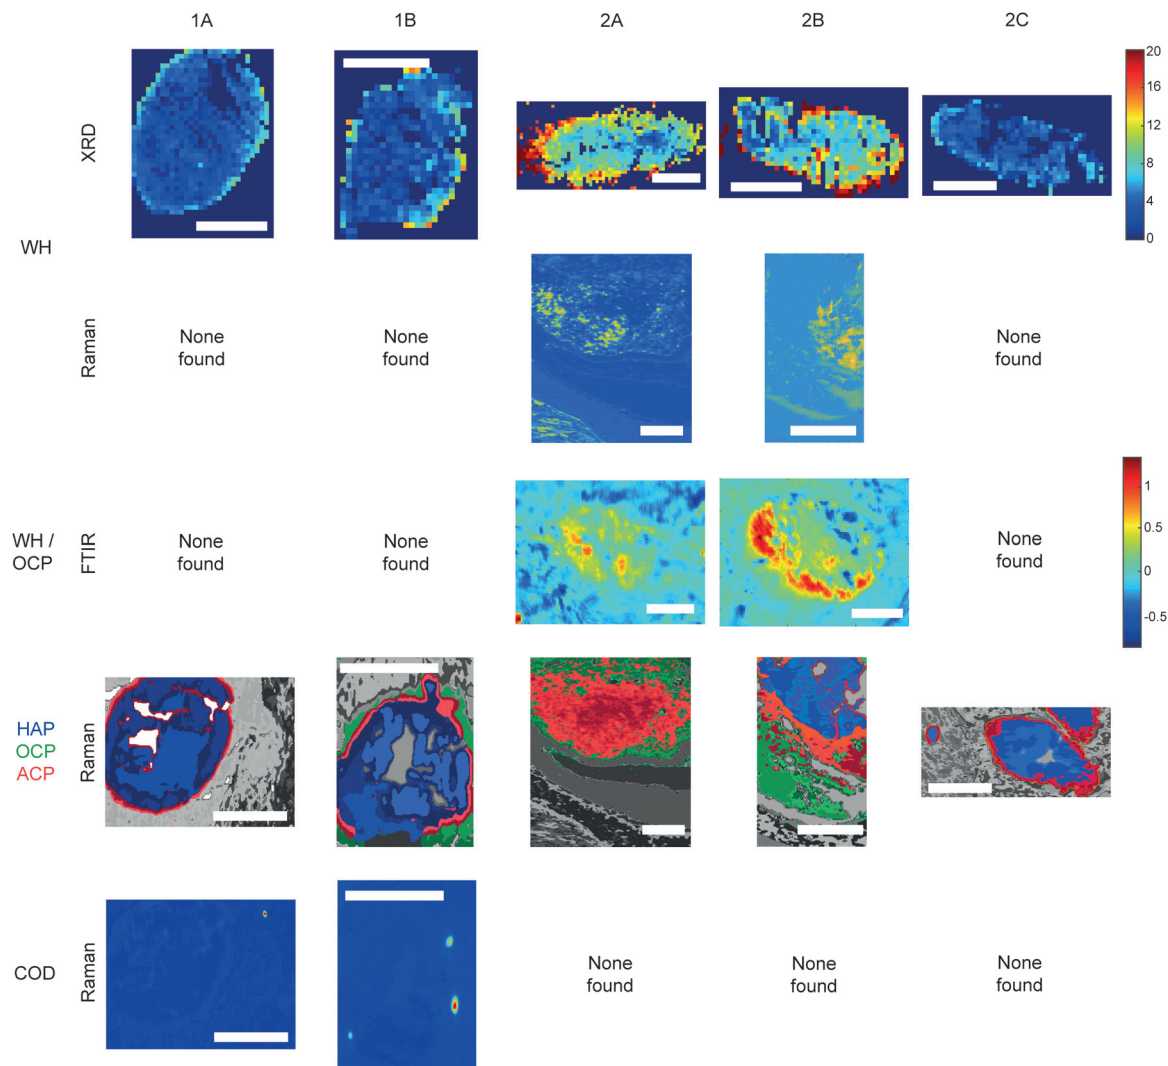 1A 1B 2A 2B 2C
XRD
20
16
12
8
4
0
WH
Raman
None
found
None
found
None
found
WH /
OCP
FTIR
None
found
None
found
None
found
1
0.5
0
-0.5
HAP
OCP
ACP
Raman
COD
Raman
None
found
None
found
None
found